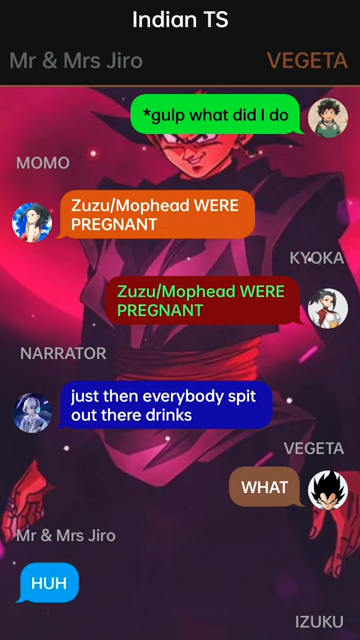 Indian TS
Mr & Mrs Jiro
VEGETA
*gulp what did I do
MOMO
Zuzu/Mophead WERE
PREGNANT
KYOKA
Zuzu/Mophead WERE
PREGNANT
NARRATOR
just then everybody spit
out there drinks
VEGETA
WHAT
Mr & Mrs Jiro
HUH
IZUKU